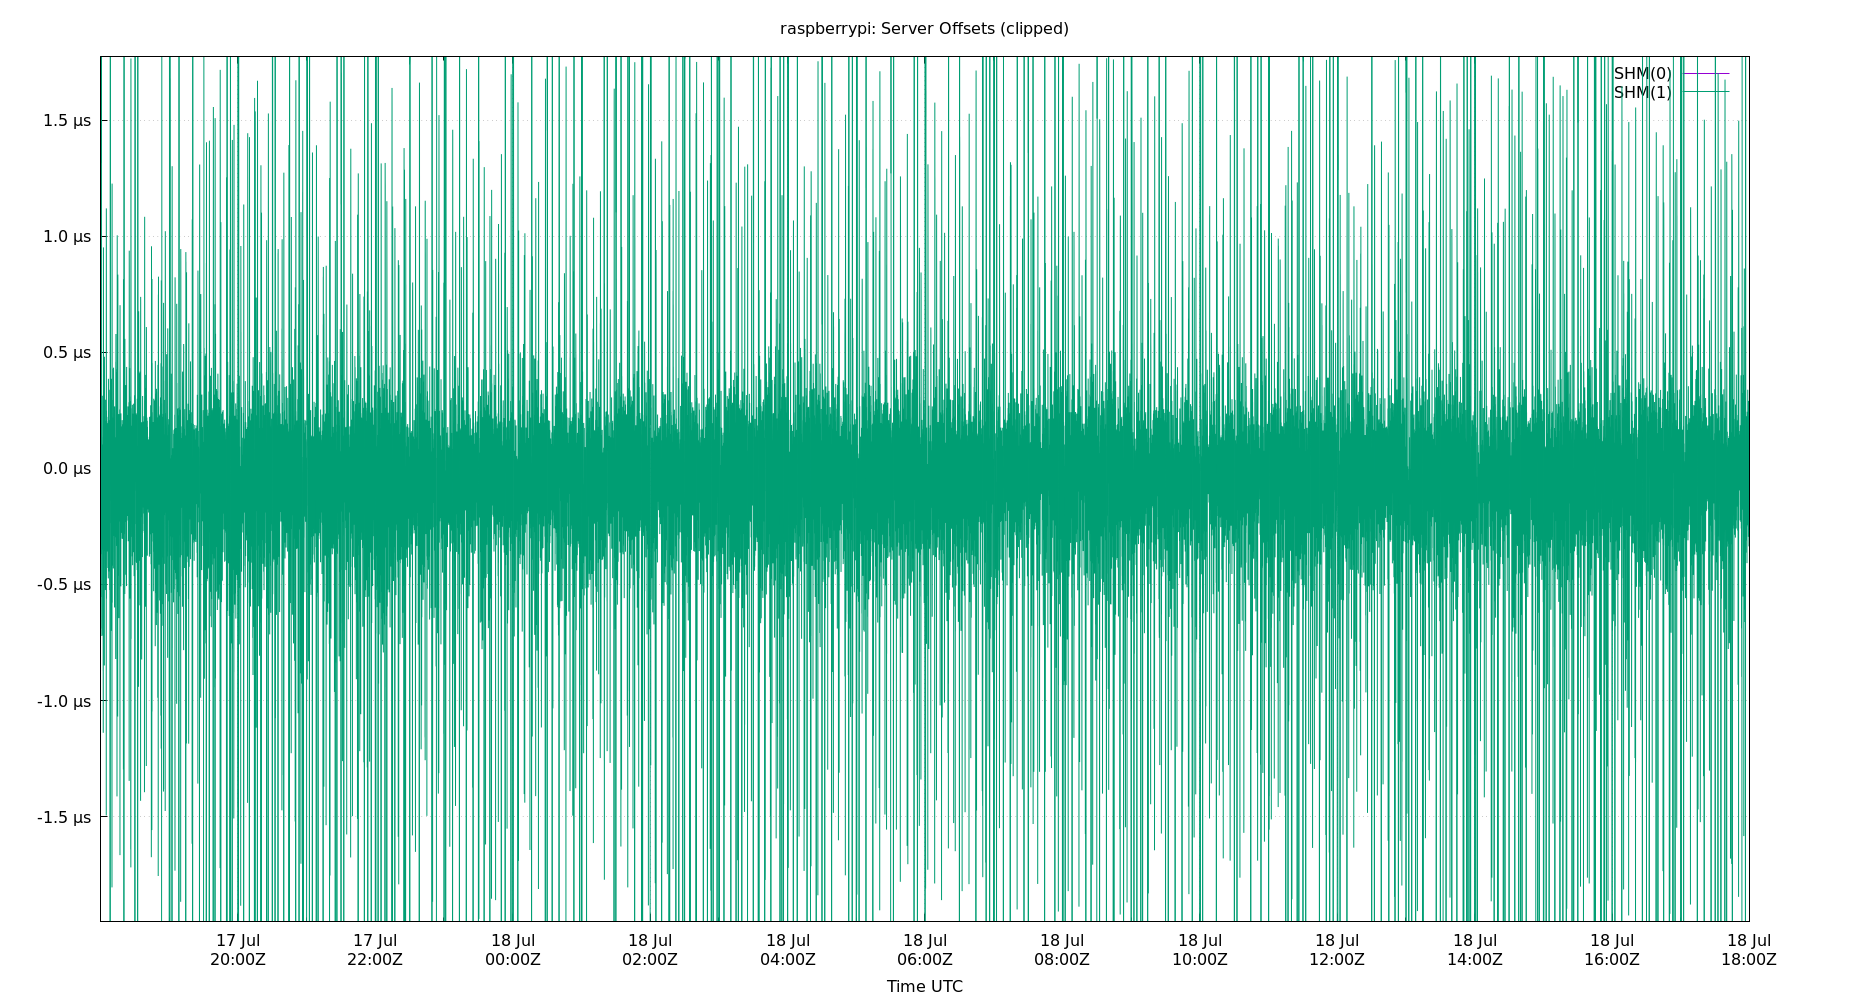 raspberrypi: Server Offsets (clipped)
SHM(0)
SHM(1)
1.5 µs
1.0 µs
0.5 µs
0.0 µs
-0.5 µs
-1.0 µs
-1.5 µs
17 Jul 17 Jul 18 Jul 18 Jul 18 Jul 18 Jul 18 Jul 18 Jul 18 Jul 18 Jul 18 Jul 18 Jul
20:00Z 22:00Z 00:00Z 02:00Z 04:00Z 06:00Z 08:00Z 10:00Z 12:00Z 14:00Z 16:00Z 18:00Z
Time UTC